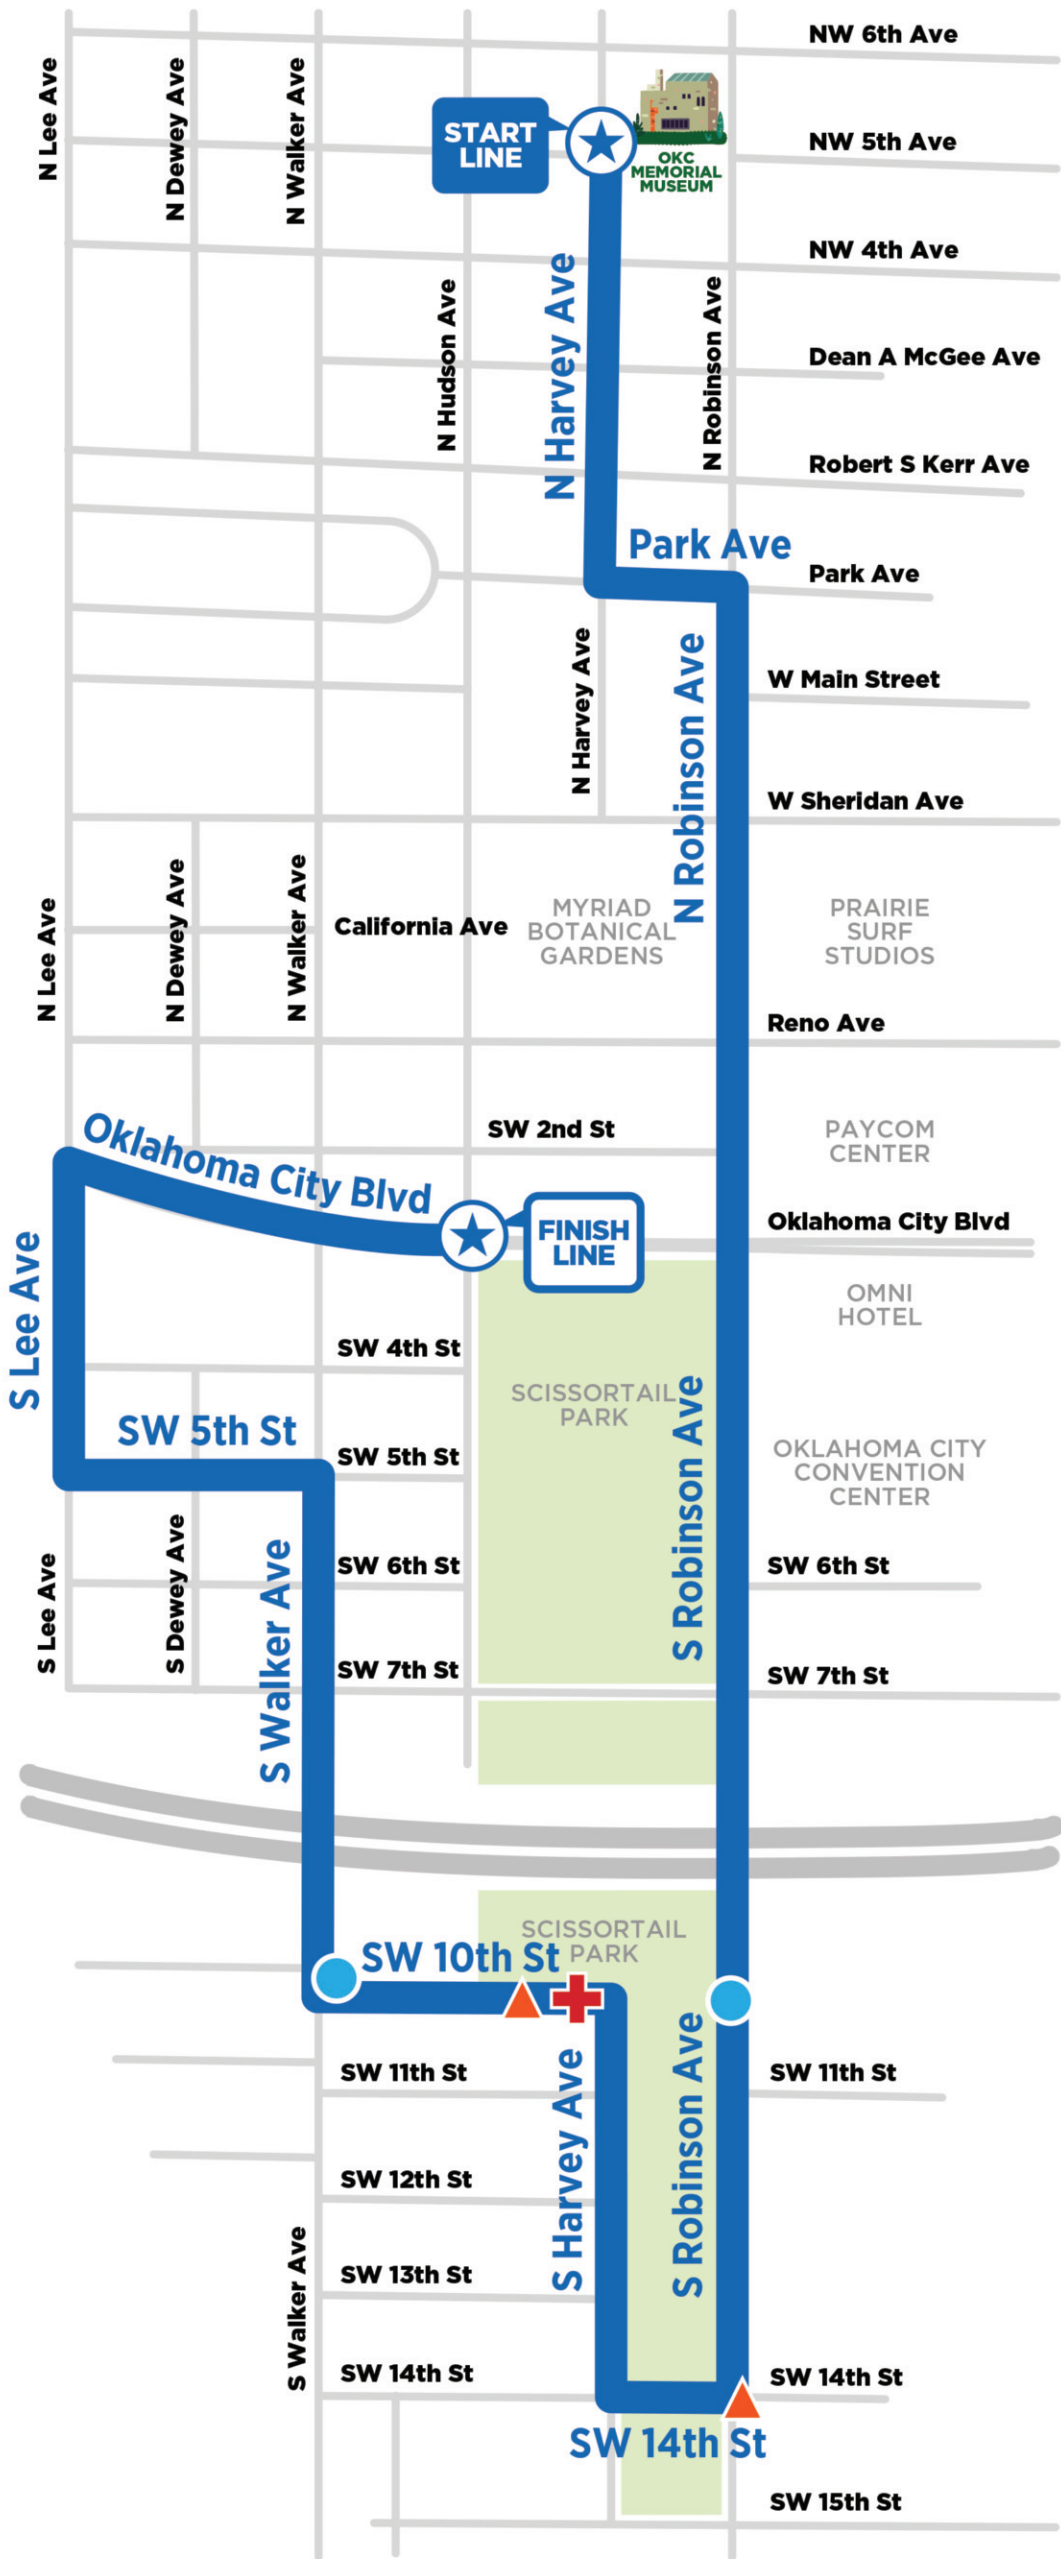 NW 6th Ave
N Lee Ave
N Dewey Ave
N Walker Ave
START
LINE
OKC
MEMORIAL
MUSEUM
NW 5th Ave
NW 4th Ave
N Hudson Ave
N Harvey Ave
N Robinson Ave
Dean A McGee Ave
Robert S Kerr Ave
Park Ave
Park Ave
N Harvey Ave
N Robinson Ave
W Main Street
W Sheridan Ave
N Lee Ave
N Dewey Ave
N Walker Ave
California Ave
MYRIAD
BOTANICAL
GARDENS
PRAIRIE
SURF
STUDIOS
Reno Ave
Oklahoma City Blvd
SW 2nd St
PAYCOM
CENTER
FINISH
LINE
Oklahoma City Blvd
OMNI
HOTEL
S Lee Ave
SW 4th St
SCISSORTAIL
PARK
S Robinson Ave
SW 5th St
SW 5th St
OKLAHOMA CITY
CONVENTION
CENTER
S Lee Ave
S Dewey Ave
S Walker Ave
SW 6th St
SW 6th St
SW 7th St
SW 7th St
SCISSORTAIL
PARK
SW 10th St
S Harvey Ave
S Robinson Ave
SW 11th St
SW 11th St
SW 12th St
S Walker Ave
SW 13th St
SW 14th St
SW 14th St
SW 14th St
SW 15th St